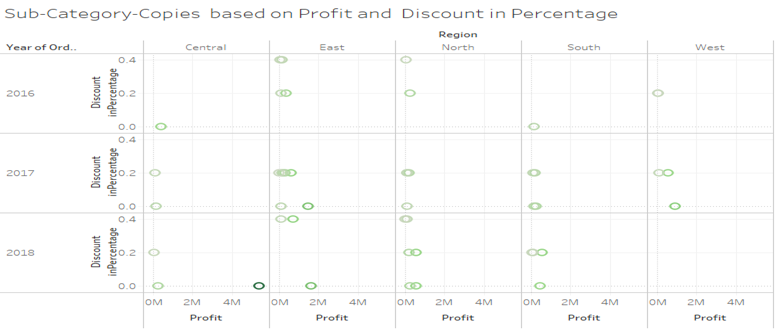 Sub-Category-Copies based on Profit and Discount in Percentage
Region
Year of Ord.. Central East North South West
2016 Discount inPercentage 0.4
0.2
0.0
2017 Discount inPercentage 0.4
0.2
0.0
2018 Discount inPercentage 0.4
0.2
0.0
0M 2M 4M 0M 2M 4M 0M 2M 4M 0M 2M 4M 0M 2M 4M
Profit Profit Profit Profit Profit